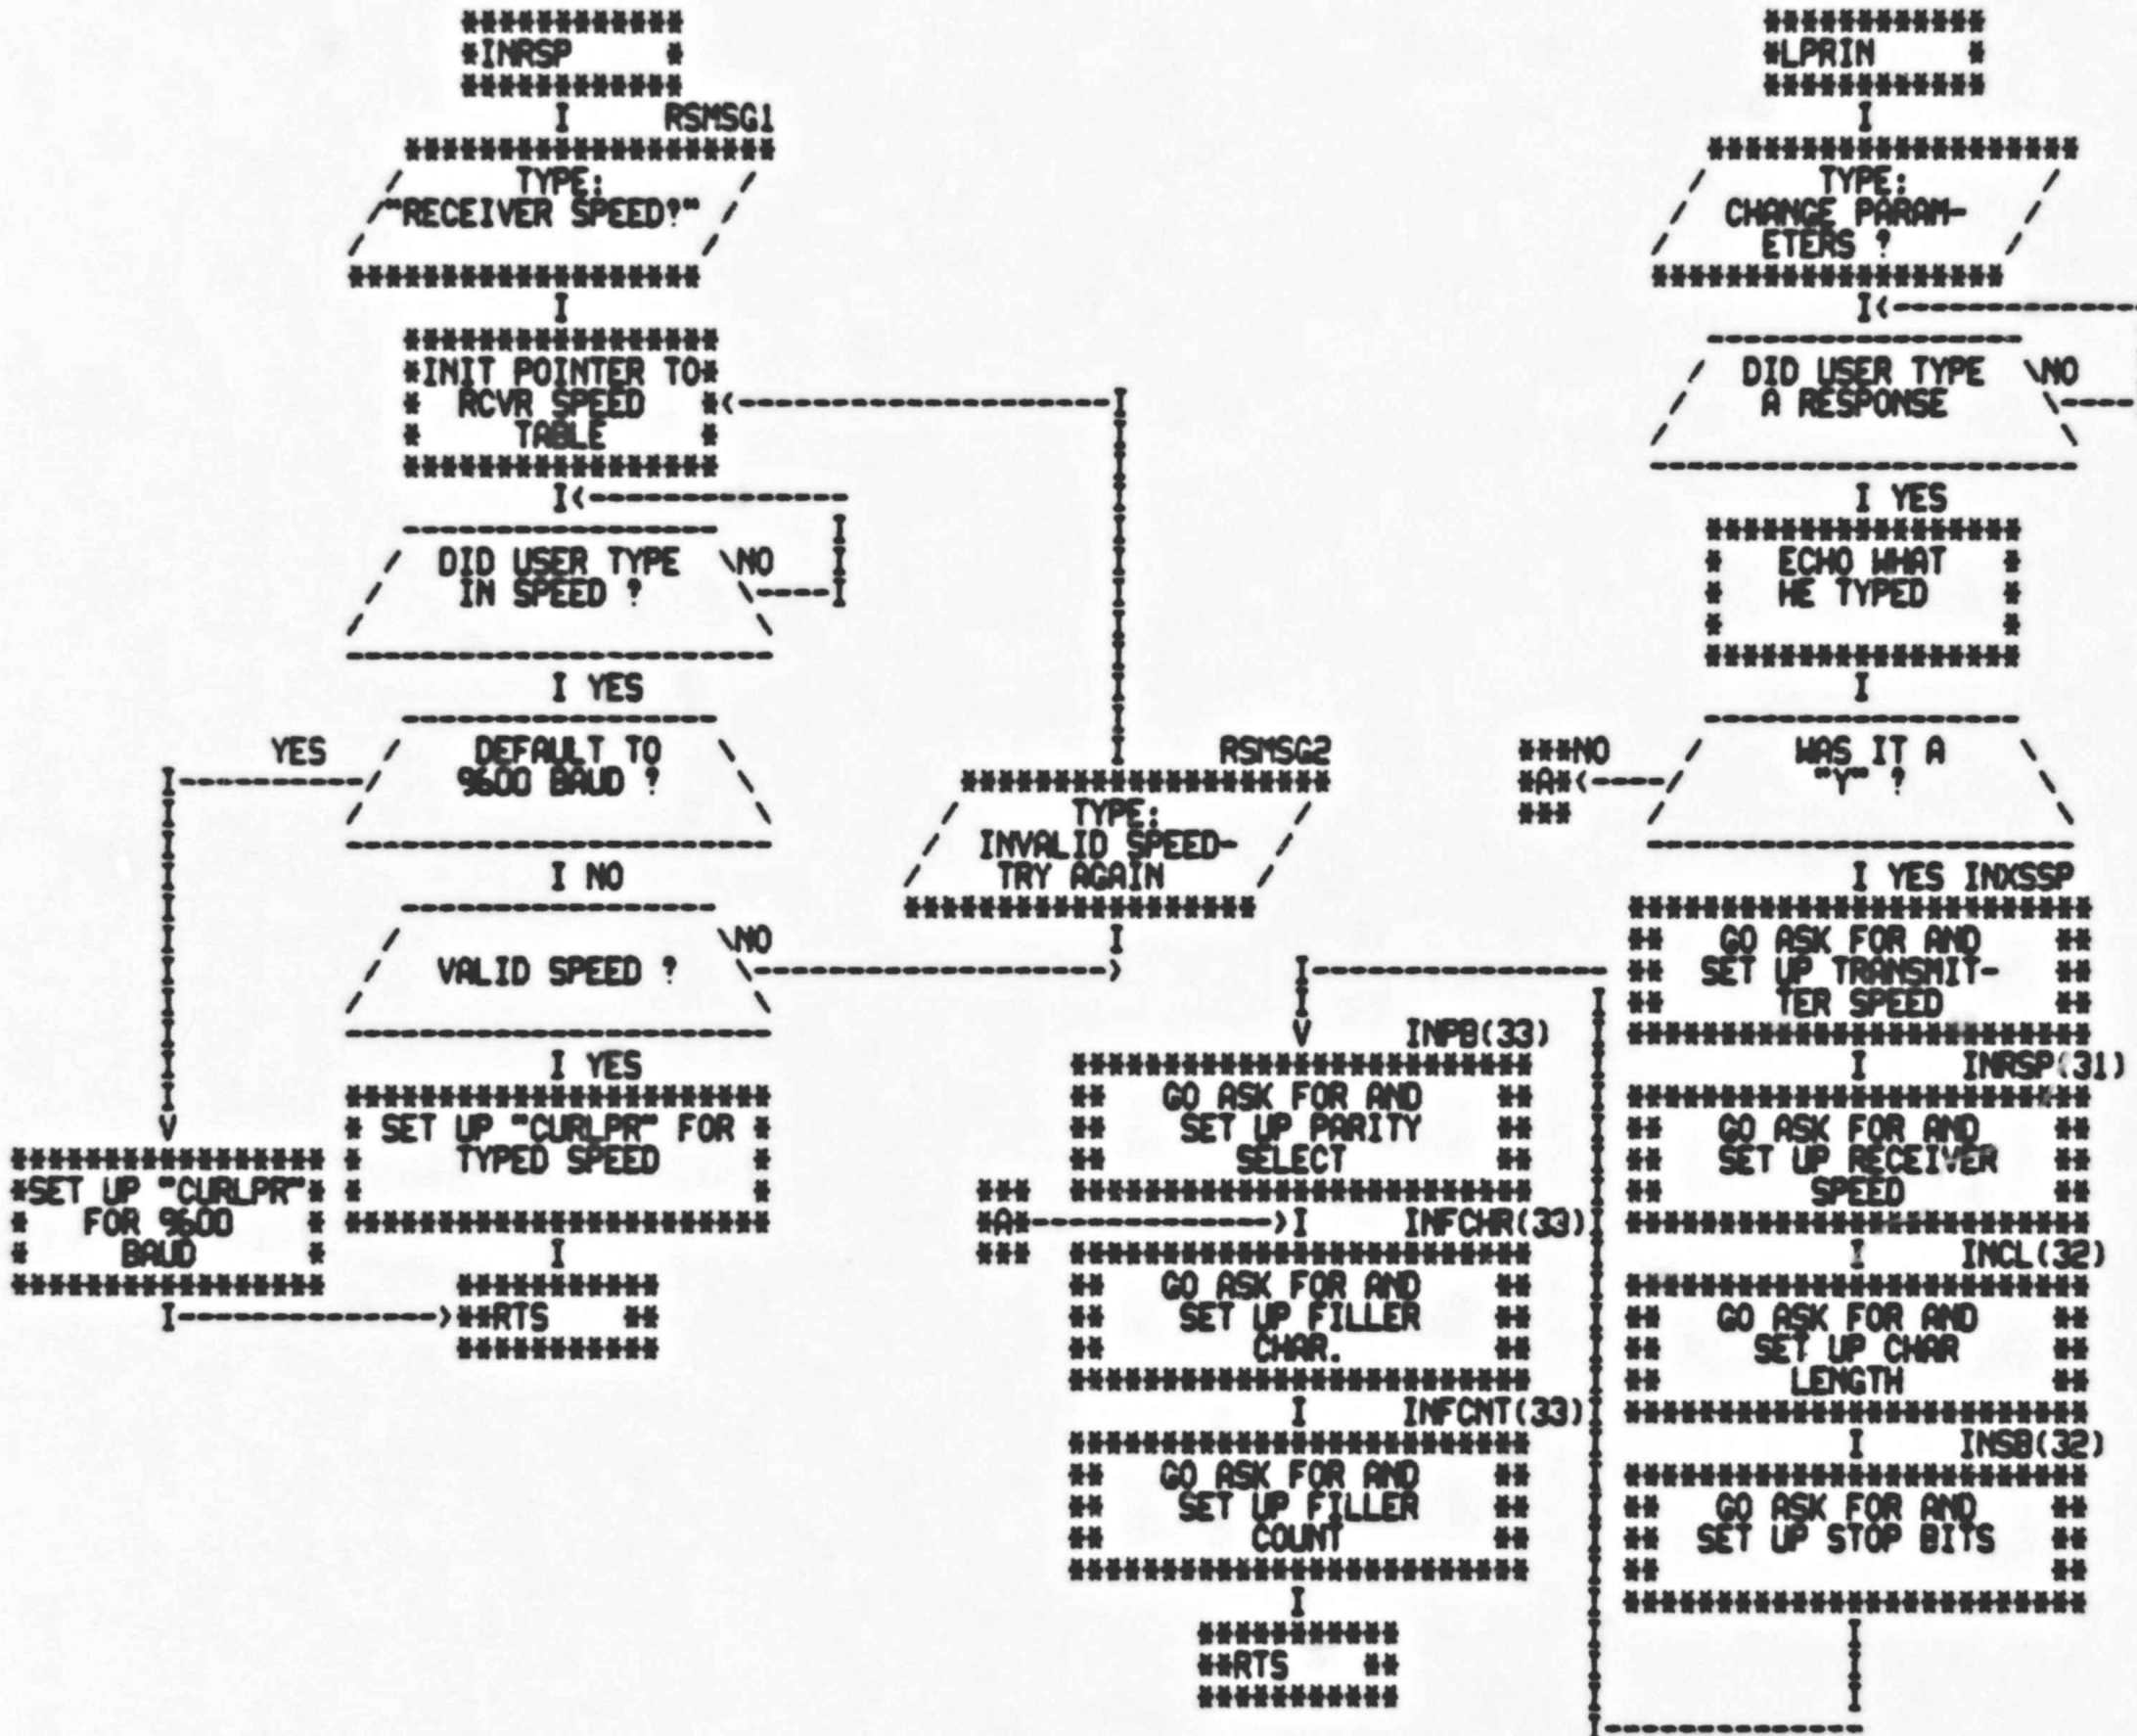 INRSP
RSMSG1
TYPE:
"RECEIVER SPEED?"
INIT POINTER TO
RCVR SPEED
TABLE
DID USER TYPE
IN SPEED ?
NO
YES
DEFAULT TO
9600 BAUD ?
YES
NO
VALID SPEED ?
NO
YES
SET UP "CURLPR" FOR
TYPED SPEED
SET UP "CURLPR"
FOR 9600
BAUD
RTS
RSMSG2
TYPE:
INVALID SPEED-
TRY AGAIN
LPRIN
TYPE:
CHANGE PARAM-
ETERS ?
DID USER TYPE
A RESPONSE
NO
YES
ECHO WHAT
HE TYPED
WAS IT A
"Y" ?
NO
A
YES INXSSP
GO ASK FOR AND
SET UP TRANSMIT-
TER SPEED
INRSP(31)
GO ASK FOR AND
SET UP RECEIVER
SPEED
INCL(32)
GO ASK FOR AND
SET UP CHAR
LENGTH
INSB(32)
GO ASK FOR AND
SET UP STOP BITS
INPB(33)
GO ASK FOR AND
SET UP PARITY
SELECT
A
INFCHR(33)
GO ASK FOR AND
SET UP FILLER
CHAR.
INFCNT(33)
GO ASK FOR AND
SET UP FILLER
COUNT
RTS